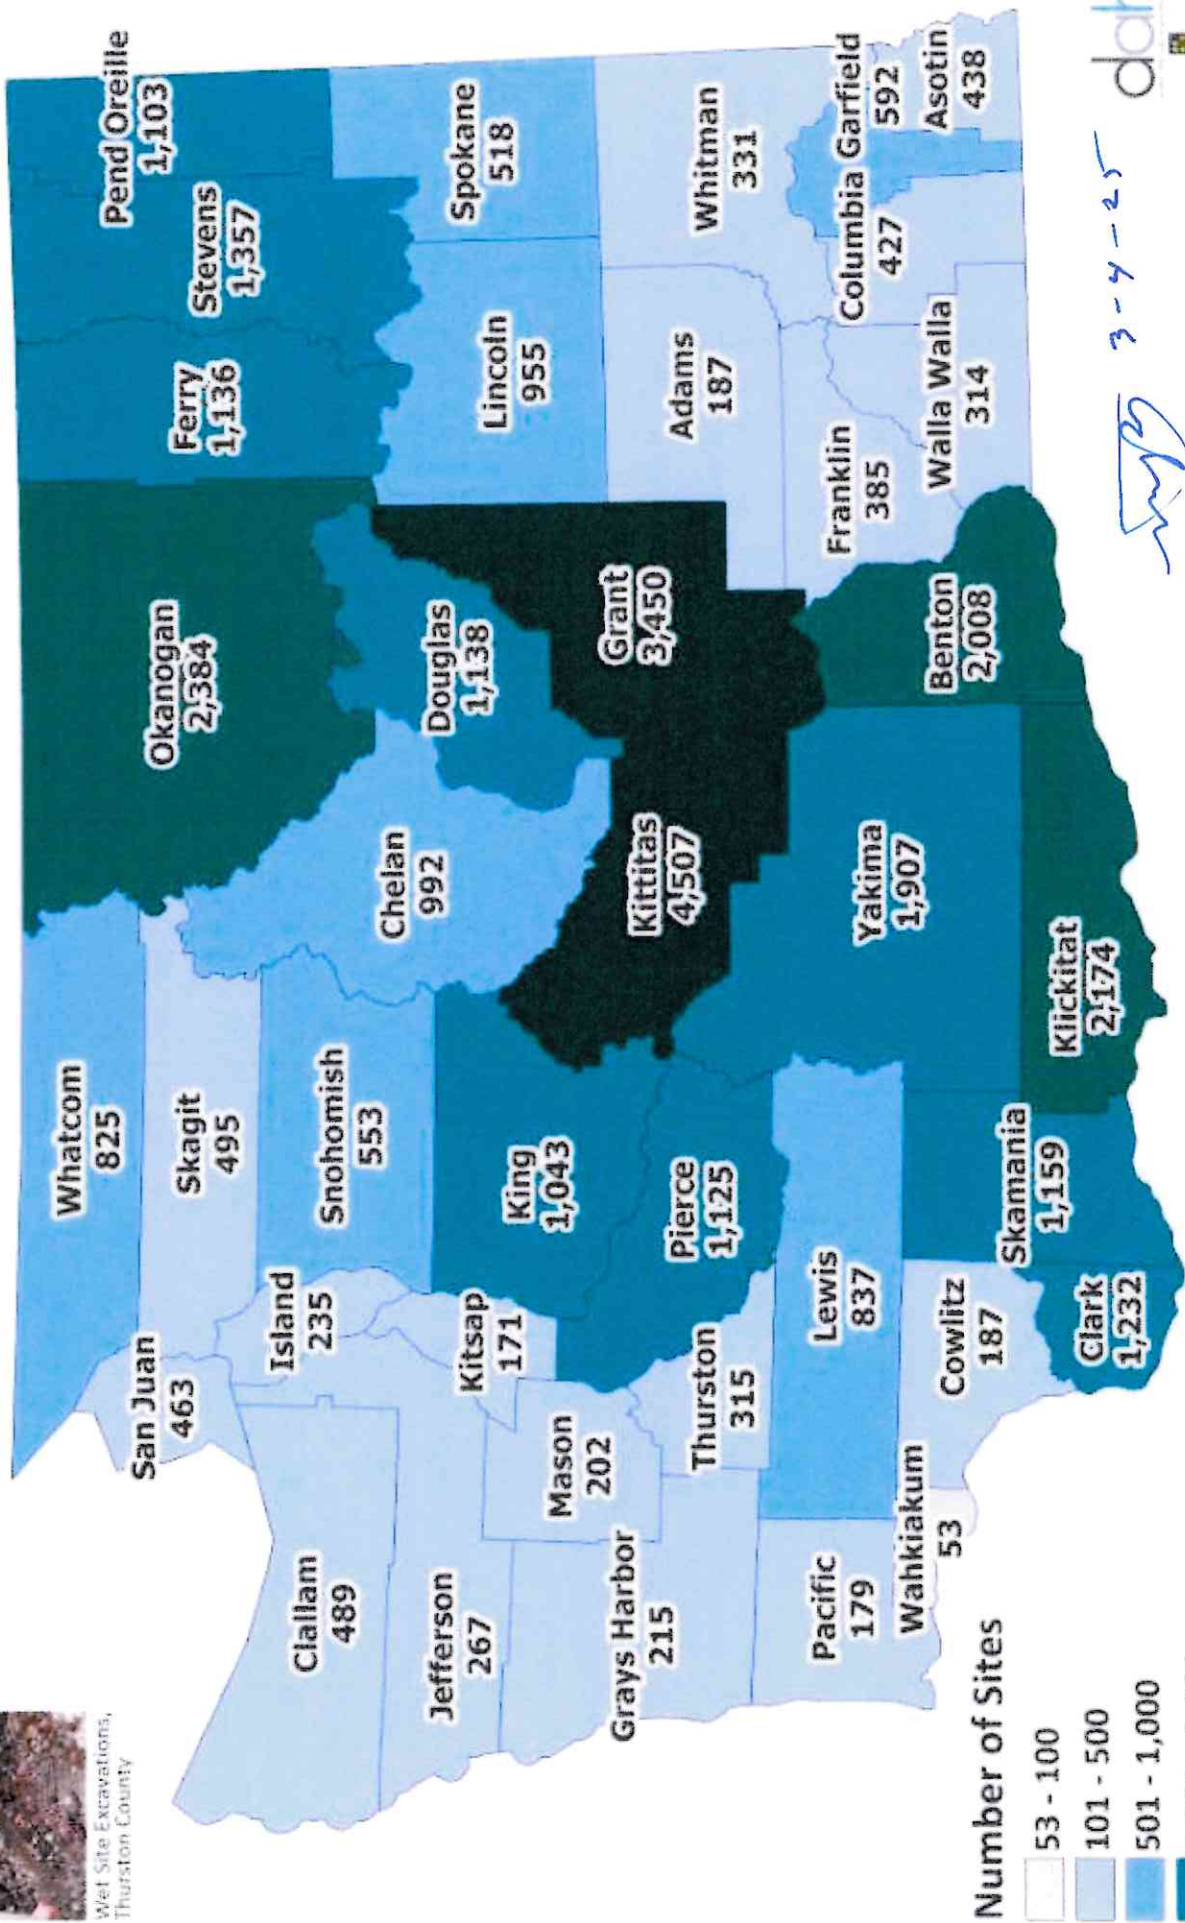 Wet Site Excavations,
Thurston County
Whatcom
825
San Juan
463
Skagit
495
Island
235
Snohomish
553
Clallam
489
Jefferson
267
Kitsap
171
Mason
202
Grays Harbor
215
King
1,043
Pierce
1,125
Thurston
315
Lewis
837
Pacific
179
Wahkiakum
53
Cowlitz
187
Clark
1,232
Skamania
1,159
Klickitat
2,174
Yakima
1,907
Kittitas
4,507
Chelan
992
Okanogan
2,384
Douglas
1,138
Grant
3,450
Benton
2,008
Ferry
1,136
Stevens
1,357
Pend Oreille
1,103
Lincoln
955
Spokane
518
Adams
187
Whitman
331
Franklin
385
Walla Walla
314
Columbia
427
Garfield
592
Asotin
438
Number of Sites
53 - 100
101 - 500
501 - 1,000
3-4-25